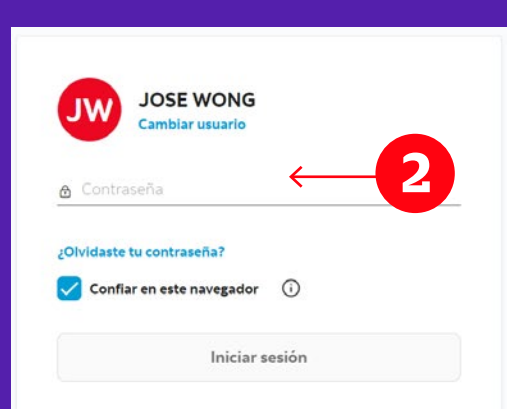 JW
JOSE WONG
Cambiar usuario
2
Contraseña
¿Olvidaste tu contraseña?
Confiar en este navegador
Iniciar sesión